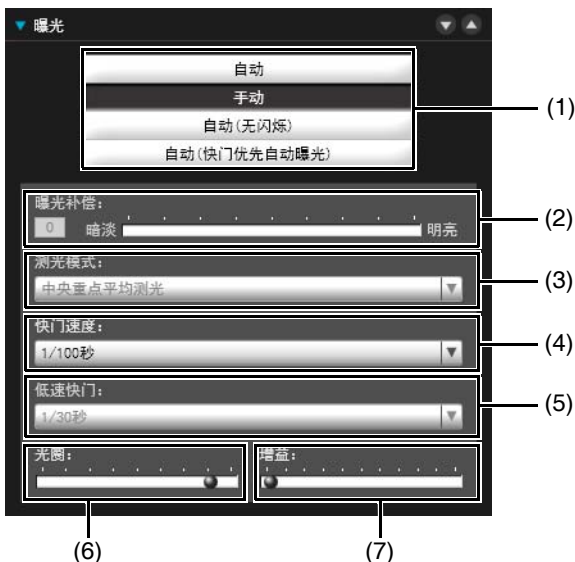 曝光
自动
手动
自动(无闪烁)
自动(快门优先自动曝光)
(1)
曝光补偿:
0 暗淡 明亮
(2)
测光模式:
中央重点平均测光
(3)
快门速度:
1/100秒
(4)
低速快门:
1/30秒
(5)
光圈: 增益:
(6) (7)